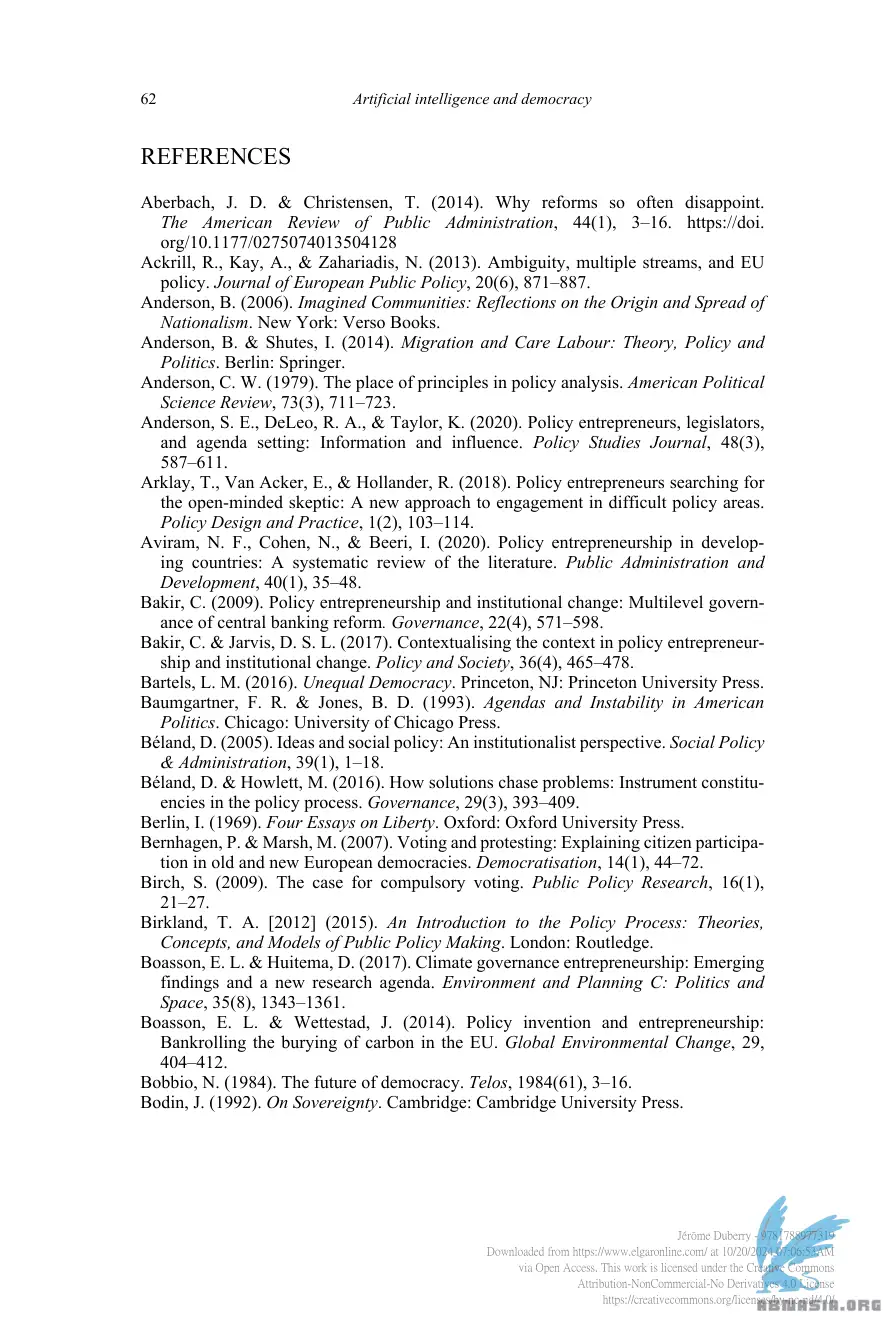 62
Artificial intelligence and democracy
REFERENCES
Aberbach, J. D. & Christensen, T. (2014). Why reforms so often disappoint.
The American Review of Public Administration, 44(1), 3–16. https://doi.
org/10.1177/0275074013504128
Ackrill, R., Kay, A., & Zahariadis, N. (2013). Ambiguity, multiple streams, and EU
policy. Journal of European Public Policy, 20(6), 871–887.
Anderson, B. (2006). Imagined Communities: Reflections on the Origin and Spread of
Nationalism. New York: Verso Books.
Anderson, B. & Shutes, I. (2014). Migration and Care Labour: Theory, Policy and
Politics. Berlin: Springer.
Anderson, C. W. (1979). The place of principles in policy analysis. American Political
Science Review, 73(3), 711–723.
Anderson, S. E., DeLeo, R. A., & Taylor, K. (2020). Policy entrepreneurs, legislators,
and agenda setting: Information and influence. Policy Studies Journal, 48(3),
587–611.
Arklay, T., Van Acker, E., & Hollander, R. (2018). Policy entrepreneurs searching for
the open-minded skeptic: A new approach to engagement in difficult policy areas.
Policy Design and Practice, 1(2), 103–114.
Aviram, N. F., Cohen, N., & Beeri, I. (2020). Policy entrepreneurship in develop-
ing countries: A systematic review of the literature. Public Administration and
Development, 40(1), 35–48.
Bakir, C. (2009). Policy entrepreneurship and institutional change: Multilevel govern-
ance of central banking reform. Governance, 22(4), 571–598.
Bakir, C. & Jarvis, D. S. L. (2017). Contextualising the context in policy entrepreneur-
ship and institutional change. Policy and Society, 36(4), 465–478.
Bartels, L. M. (2016). Unequal Democracy. Princeton, NJ: Princeton University Press.
Baumgartner, F. R. & Jones, B. D. (1993). Agendas and Instability in American
Politics. Chicago: University of Chicago Press.
Béland, D. (2005). Ideas and social policy: An institutionalist perspective. Social Policy
& Administration, 39(1), 1–18.
Béland, D. & Howlett, M. (2016). How solutions chase problems: Instrument constitu-
encies in the policy process. Governance, 29(3), 393–409.
Berlin, I. (1969). Four Essays on Liberty. Oxford: Oxford University Press.
Bernhagen, P. & Marsh, M. (2007). Voting and protesting: Explaining citizen participa-
tion in old and new European democracies. Democratisation, 14(1), 44–72.
Birch, S. (2009). The case for compulsory voting. Public Policy Research, 16(1),
21–27.
Birkland, T. A. [2012] (2015). An Introduction to the Policy Process: Theories,
Concepts, and Models of Public Policy Making. London: Routledge.
Boasson, E. L. & Huitema, D. (2017). Climate governance entrepreneurship: Emerging
findings and a new research agenda. Environment and Planning C: Politics and
Space, 35(8), 1343–1361.
Boasson, E. L. & Wettestad, J. (2014). Policy invention and entrepreneurship:
Bankrolling the burying of carbon in the EU. Global Environmental Change, 29,
404–412.
Bobbio, N. (1984). The future of democracy. Telos, 1984(61), 3–16.
Bodin, J. (1992). On Sovereignty. Cambridge: Cambridge University Press.
Jérôme Duberry - 9781788977319
Downloaded from https://www.elgaronline.com/ at 10/20/2024 07:06:53AM
via Open Access. This work is licensed under the Creative Commons
Attribution-NonCommercial-No Derivatives 4.0 License
https://creativecommons.org/licenses/by-nc-nd/4.0/
ABTMASIA.ORG